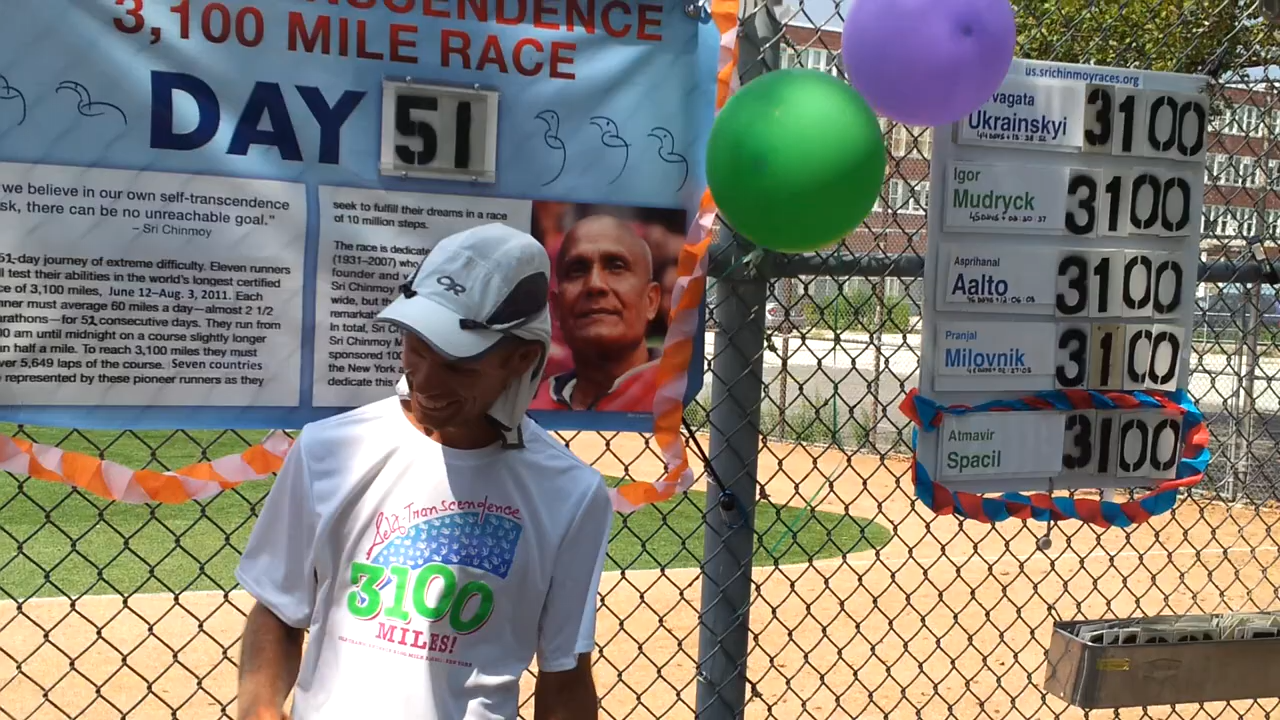 TRANSCENDENCE
3,100 MILE RACE
DAY 51
we believe in our own self-transcendence
sk, there can be no unreachable goal."
– Sri Chinmoy
51-day journey of extreme difficulty. Eleven runners
l test their abilities in the world's longest certified
ce of 3,100 miles, June 12–Aug. 3, 2011. Each
nner must average 60 miles a day—almost 2 1/2
arathons—for 51 consecutive days. They run from
00 am until midnight on a course slightly longer
an half a mile. To reach 3,100 miles they must
ver 5,649 laps of the course. Seven countries
represented by these pioneer runners as they
seek to fulfill their dreams in a race
of 10 million steps.
The race is dedicate
(1931–2007) who
founder and v
Sri Chinmoy
wide, but th
remarkab
In total, Sri C
Sri Chinmoy M
sponsored 100
the New York
dedicate this
OR
Self-Transcendence
3100
MILES!
us.srichinmoyraces.org
vagata
Ukrainskyi 3100
Igor
Mudryck 3100
Asprihanal
Aalto 3100
Pranjal
Milovnik 3100
Atmavir
Spacil 3100